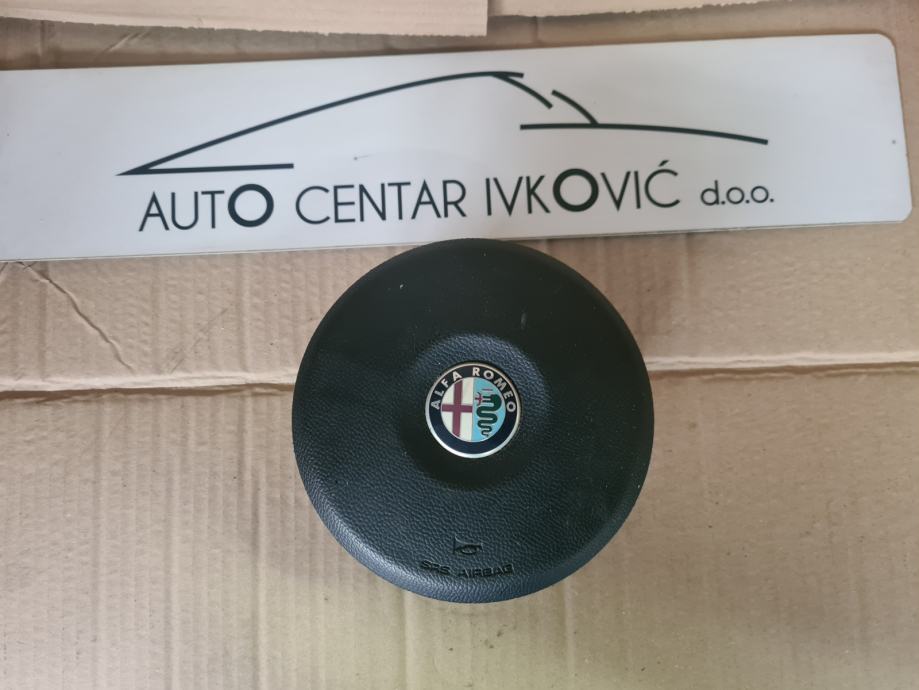 AUTO CENTAR IVKOVIĆ d.o.o.
ALFA ROMEO
SRS AIRBAG